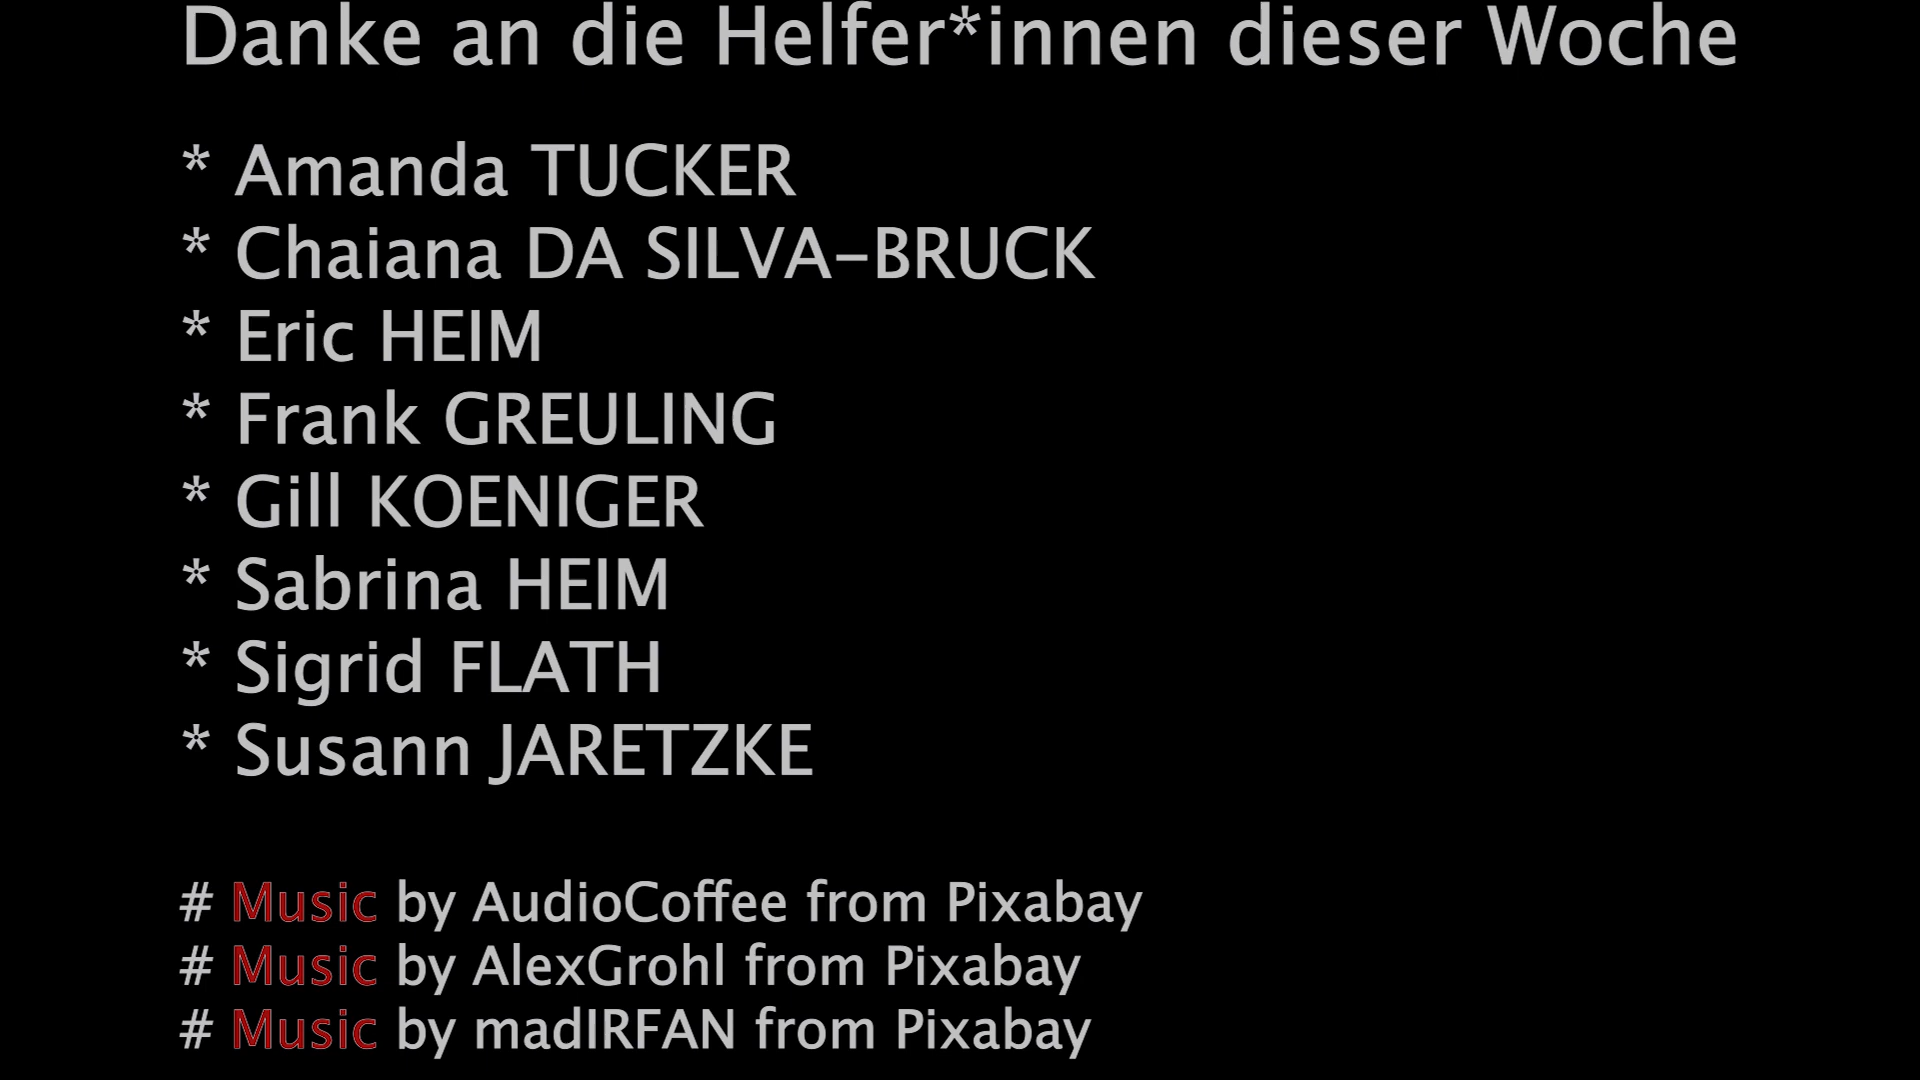 Danke an die Helfer*innen dieser Woche
* Amanda TUCKER
* Chaiana DA SILVA-BRUCK
* Eric HEIM
* Frank GREULING
* Gill KOENIGER
* Sabrina HEIM
* Sigrid FLATH
* Susann JARETZKE
# Music by AudioCoffee from Pixabay
# Music by AlexGrohl from Pixabay
# Music by madIRFAN from Pixabay